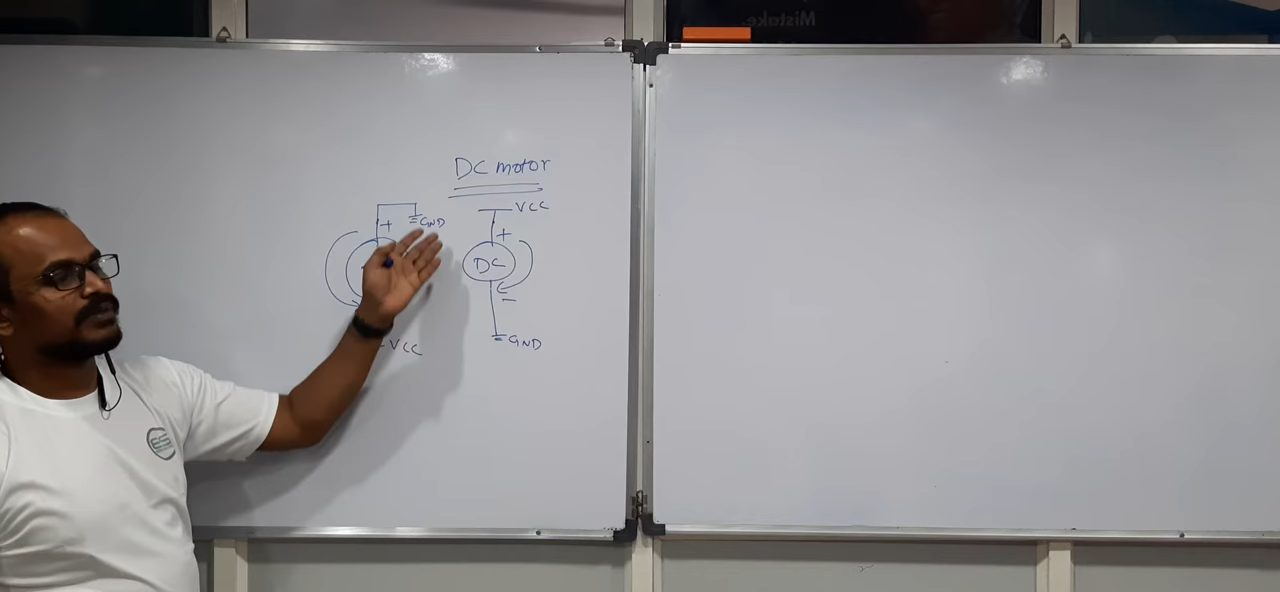 Mistake.
DC motor
VCC
+
GND
+
DC
-
GND
VCC